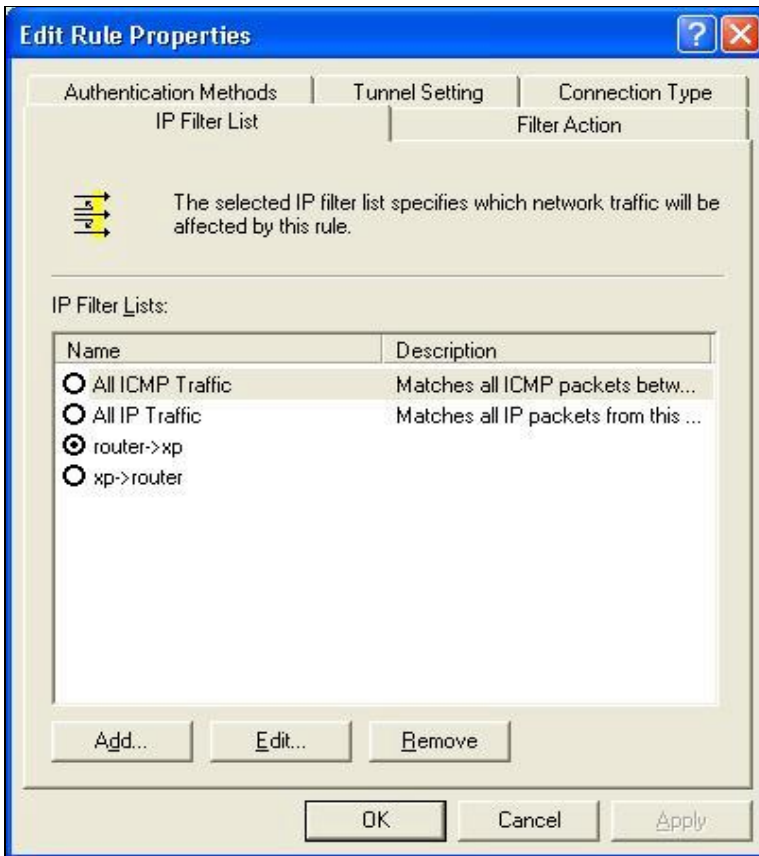 Edit Rule Properties
Authentication Methods Tunnel Setting Connection Type
IP Filter List Filter Action
The selected IP filter list specifies which network traffic will be
affected by this rule.
IP Filter Lists:
Name Description
All ICMP Traffic Matches all ICMP packets betw...
All IP Traffic Matches all IP packets from this ...
router->xp
xp->router
Add... Edit... Remove
OK Cancel Apply